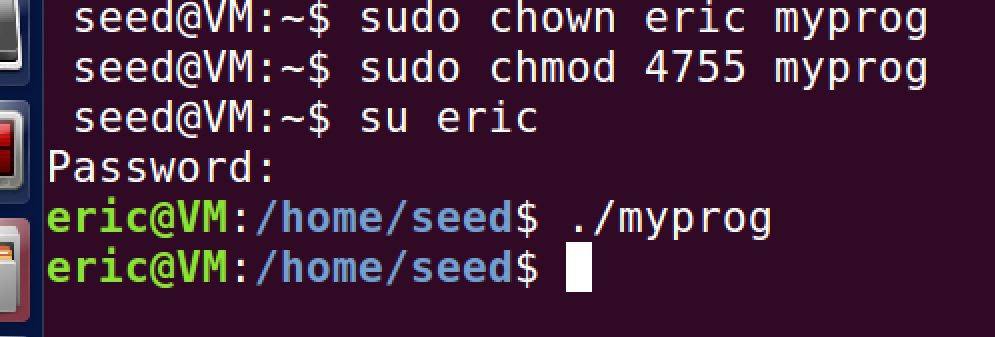 seed@VM:~$ sudo chown eric myprog
seed@VM:~$ sudo chmod 4755 myprog
seed@VM:~$ su eric
Password:
eric@VM:/home/seed$ ./myprog
eric@VM:/home/seed$